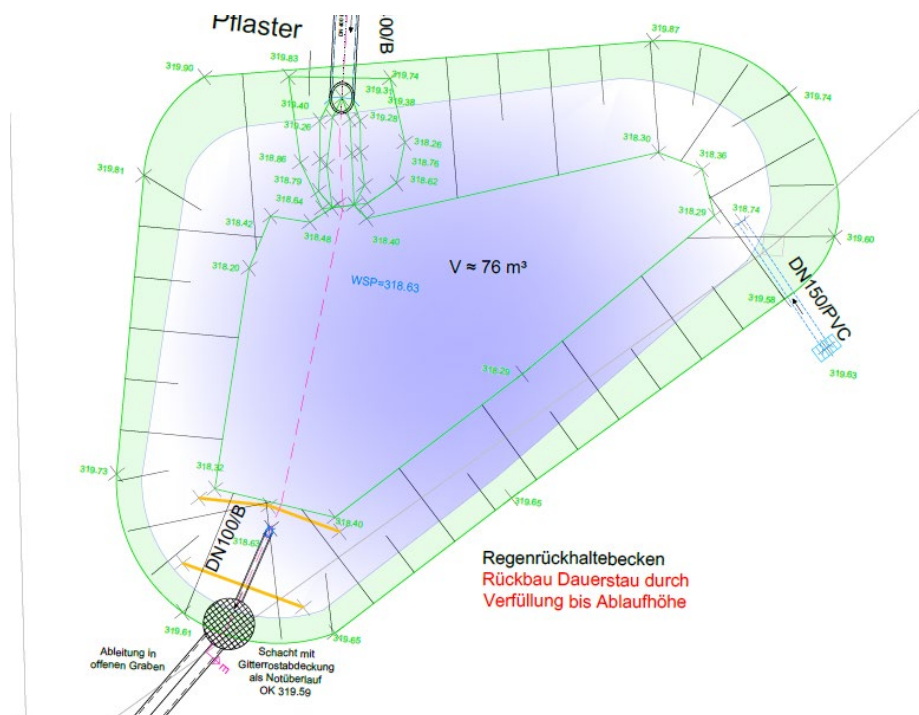 Pflaster
00/B
319.87
319.90
319.83
319.74
319.31
319.38
319.40
319.28
319.26
319.74
318.26
318.30
318.36
318.86
318.76
319.81
318.79
318.62
318.64
318.42
318.48
318.40
318.29
318.74
318.20
319.60
V ≈ 76 m³
WSP=318.63
DN150/PVC
319.58
318.29
319.63
319.73
318.32
319.65
318.40
DN100/B
318.63
Regenrückhaltebecken
Rückbau Dauerstau durch
Verfüllung bis Ablaufhöhe
319.61
319.65
Ableitung in
offenen Graben
Schacht mit
Gitterrostabdeckung
als Notüberlauf
OK 319.59